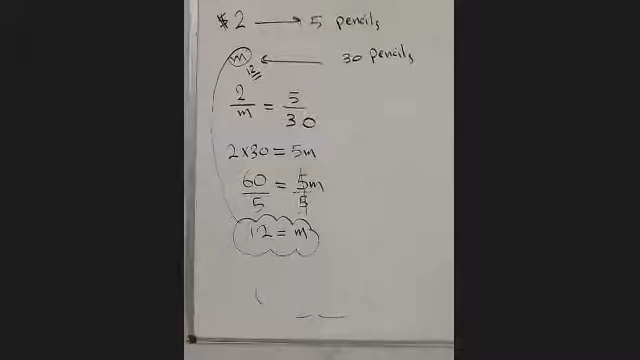 $2 → 5 pencils
m ← 30 pencils
12
2/m = 5/30
2×30 = 5m
60/5 = 5m/5
12 = m